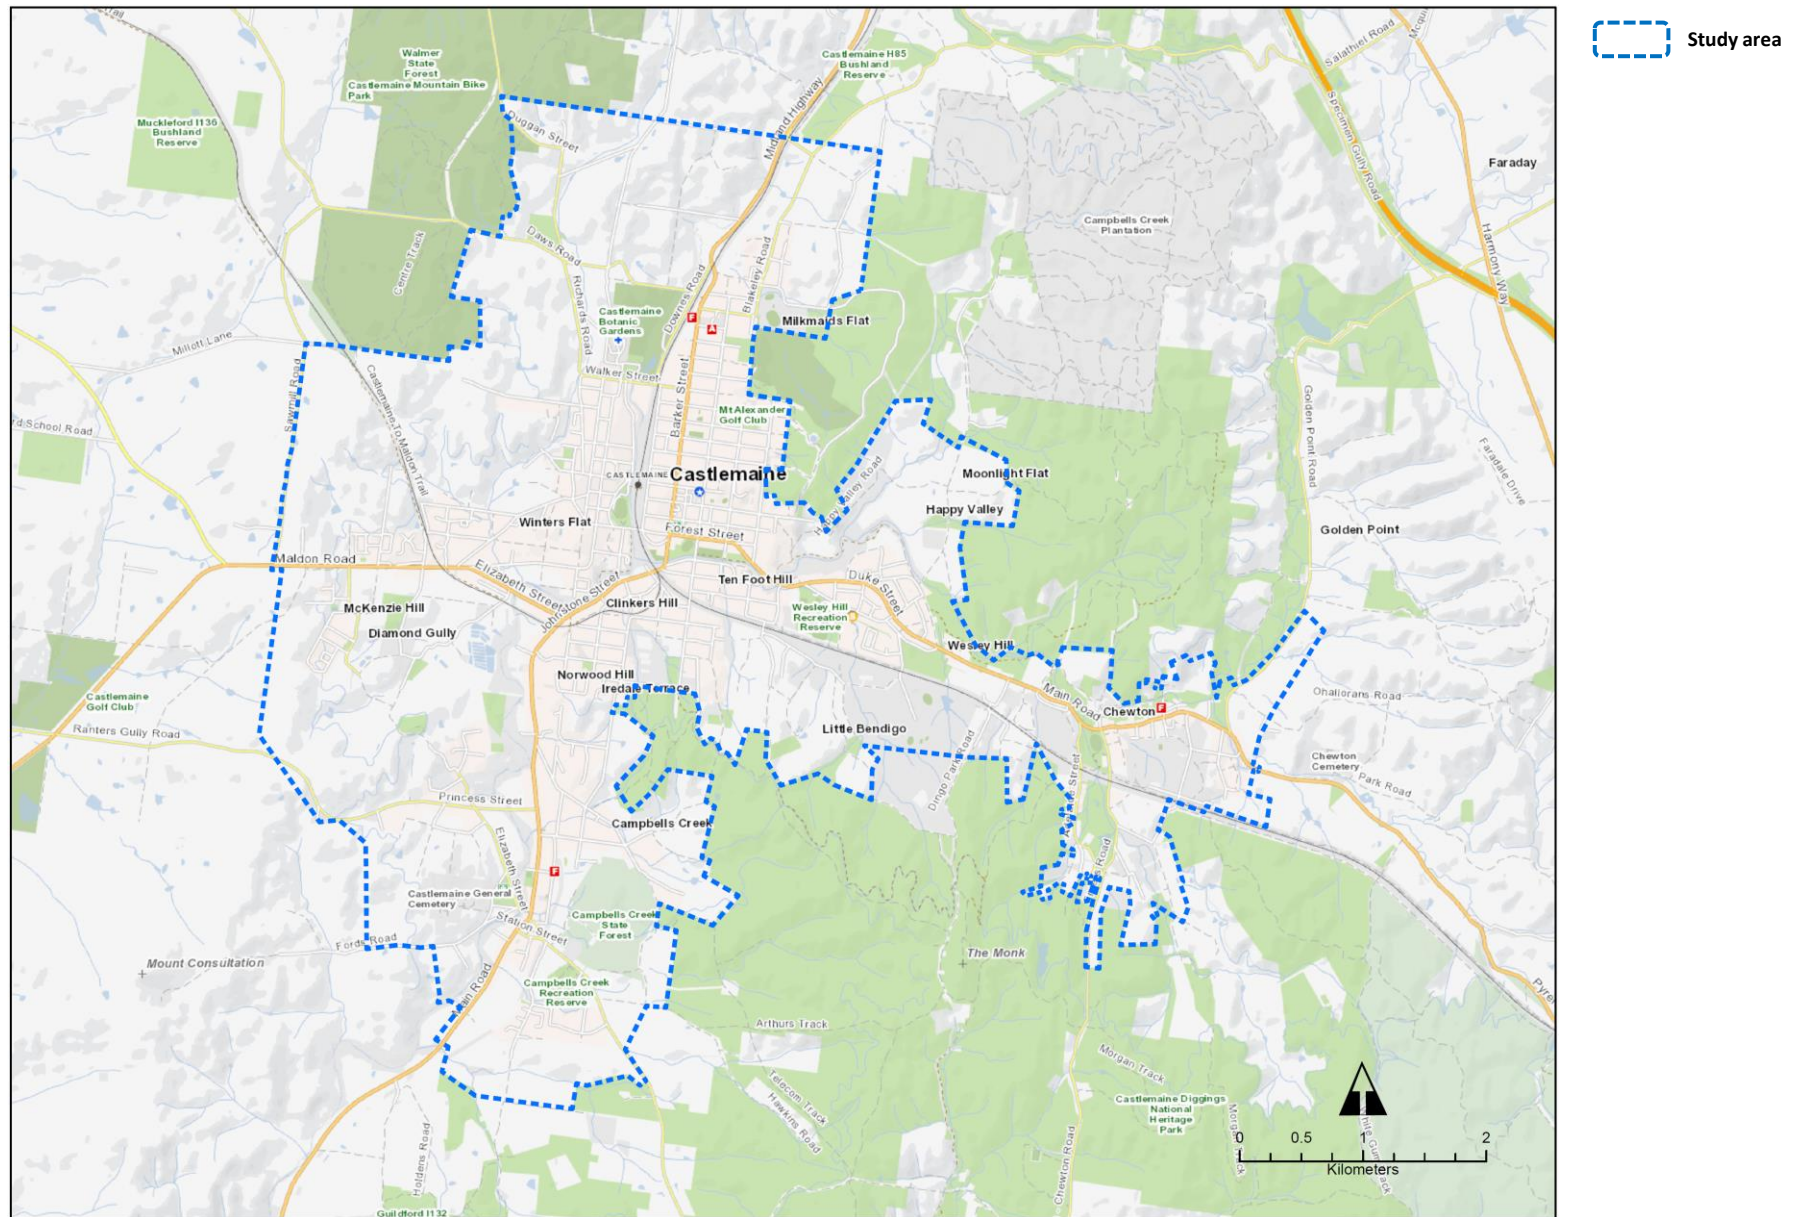 Study area
Walmer
State
Forest
Castlemaine Mountain Bike
Park
Castlemaine H85
Bushland
Reserve
Salathiel Road
Muckleford I136
Bushland
Reserve
Duggan Street
Midland Highway
Specimen Gully Road
Faraday
Campbells Creek
Plantation
Centre Track
Daws Road
Harmony Way
Richards Road
Downes Road
Blakeley Road
Castlemaine
Botanic
Gardens
F
A
Milkmaids Flat
Millott Lane
Sawmill Road
Castlemaine To Maldon Trail
Walker Street
Barker Street
Mt Alexander
Golf Club
Golden Point Road
rd School Road
Faradale Drive
CASTLEMAINE
Castlemaine
Happy Valley Road
Moonlight Flat
Happy Valley
Winters Flat
Forest Street
Golden Point
Maldon Road
Elizabeth Street
Johnstone Street
Ten Foot Hill
Duke Street
McKenzie Hill
Clinkers Hill
Wesley Hill
Recreation
Reserve
Diamond Gully
Wesley Hill
Norwood Hill
Iredale Terrace
Castlemaine
Golf Club
Ranters Gully Road
Main Road
Chewton
F
Ohallorans Road
Little Bendigo
Dingo Park Road
Chewton
Cemetery
Park Road
Princess Street
Elizabeth Street
Campbells Creek
F
Castlemaine General
Cemetery
Station Street
Campbells Creek
State
Forest
Fords Road
Mount Consultation
The Monk
Main Road
Campbells Creek
Recreation
Reserve
Arthurs Track
Morgan Track
Telecom Track
Hawkins Road
Castlemaine Diggings
National
Heritage
Park
Holdens Road
Chewton Road
Guildford I132
0 0.5 1 2
Kilometers